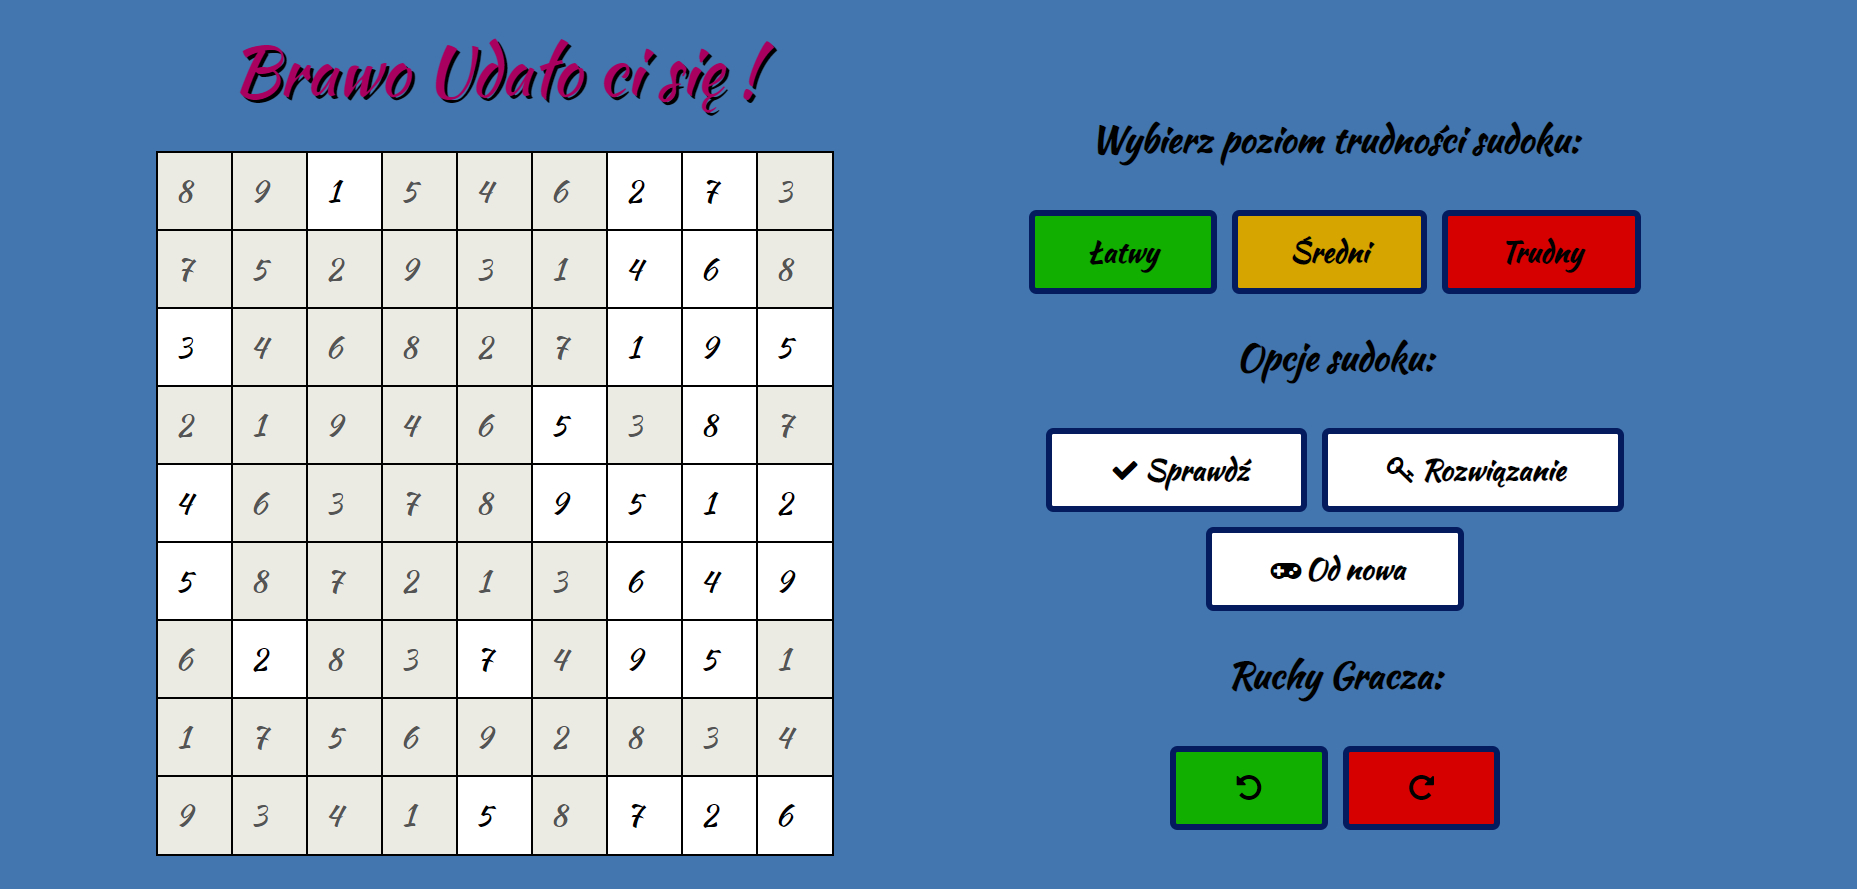 Brawo Udało ci się !
8 9 1 5 4 6 2 7 3
7 5 2 9 3 1 4 6 8
3 4 6 8 2 7 1 9 5
2 1 9 4 6 5 3 8 7
4 6 3 7 8 9 5 1 2
5 8 7 2 1 3 6 4 9
6 2 8 3 7 4 9 5 1
1 7 5 6 9 2 8 3 4
9 3 4 1 5 8 7 2 6
Wybierz poziom trudności sudoku:
Łatwy Średni Trudny
Opcje sudoku:
Sprawdź Rozwiązanie
Od nowa
Ruchy Gracza: